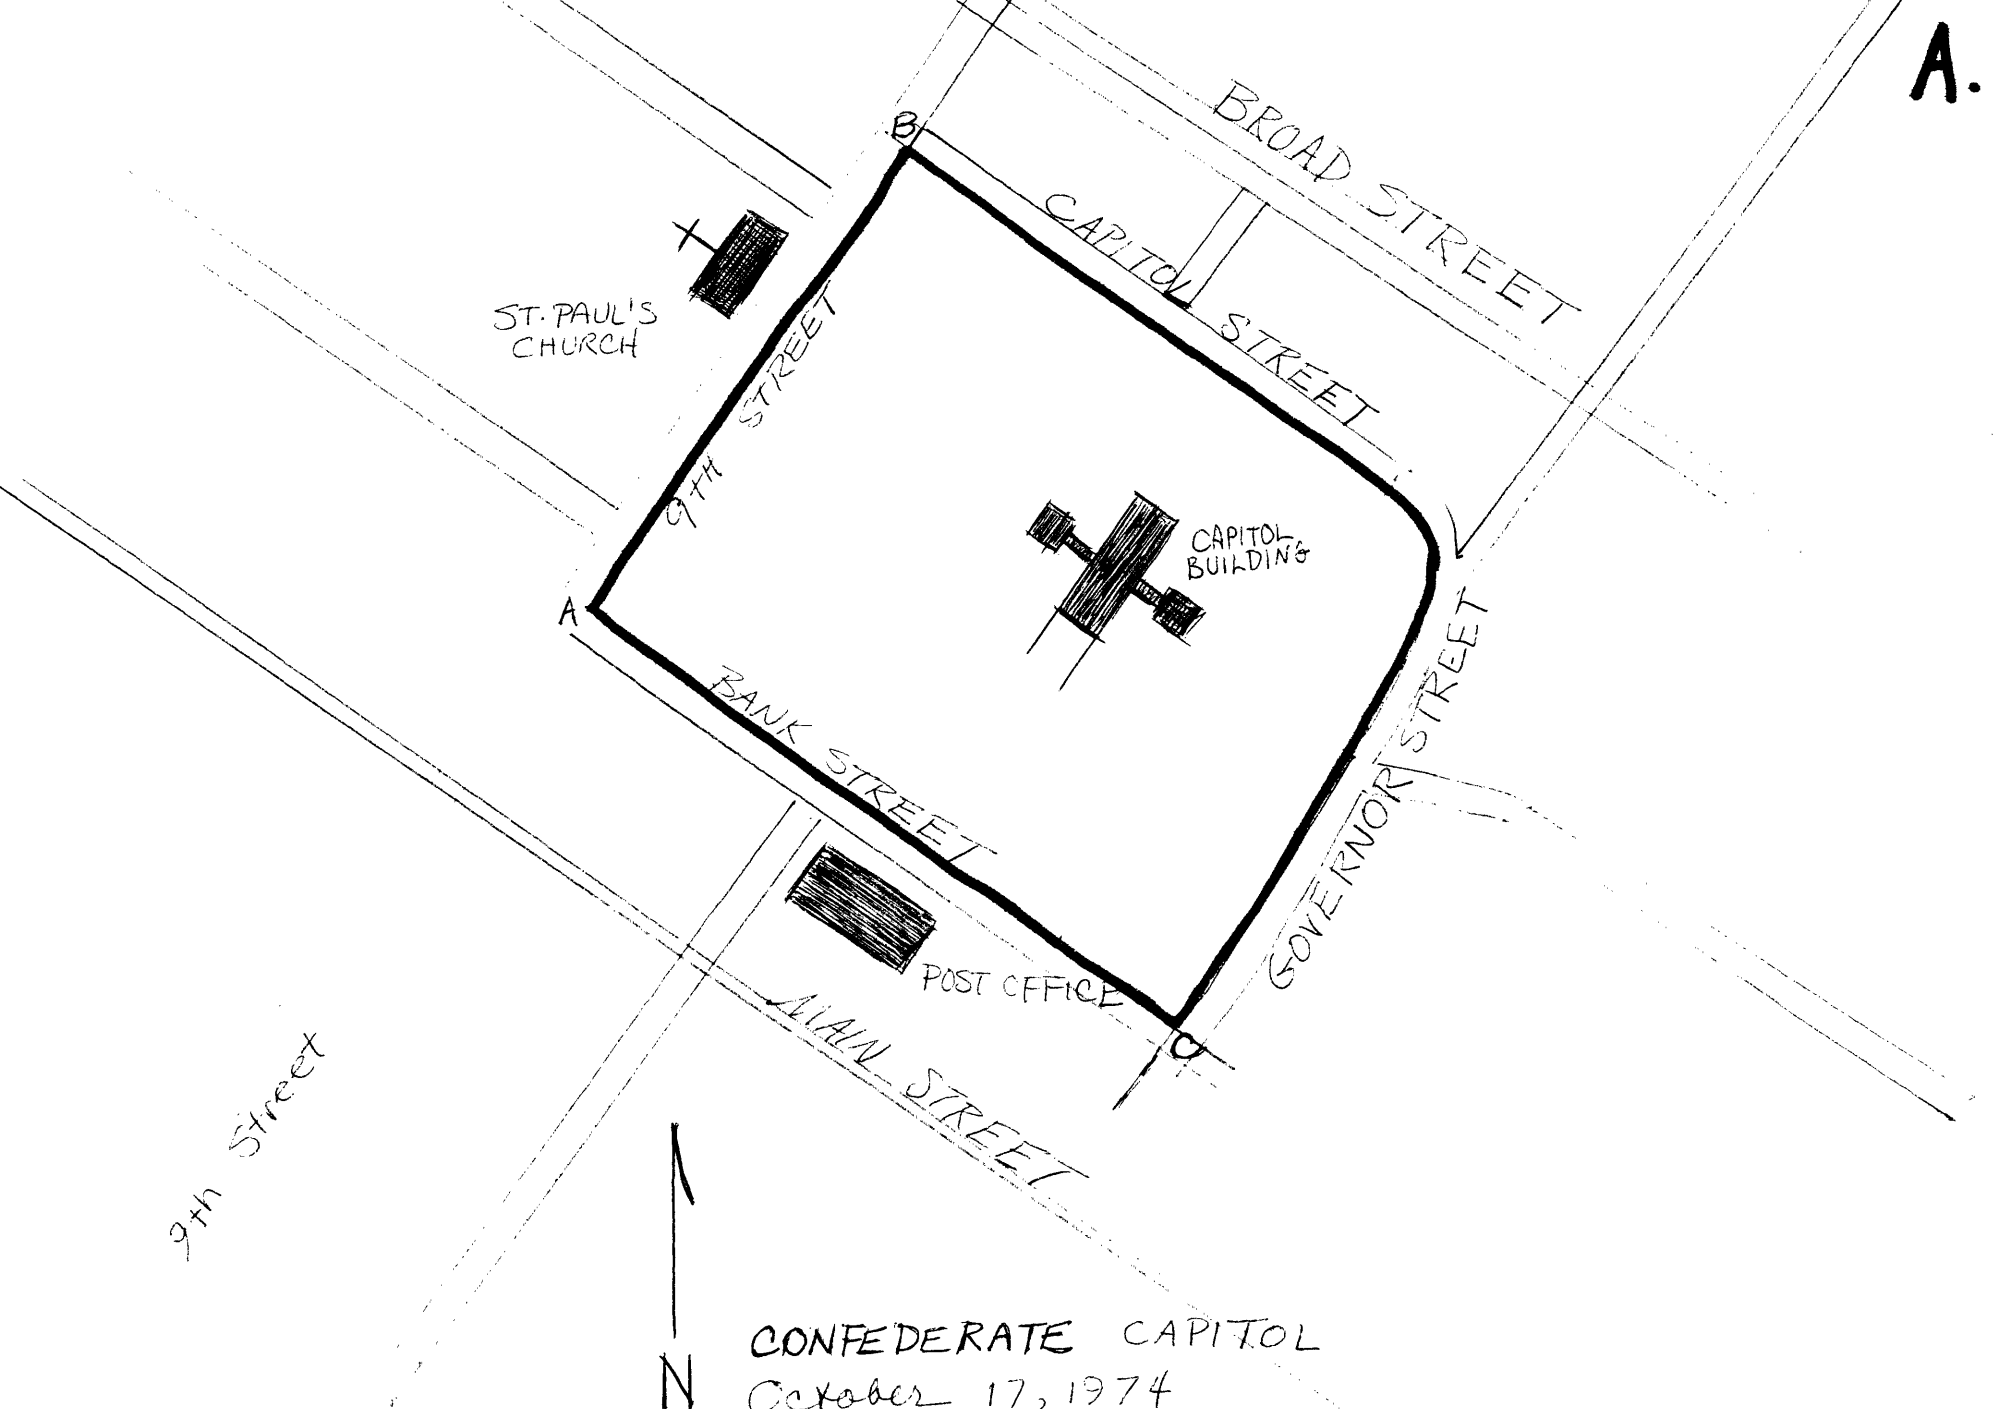 A.
BROAD STREET
B
CAPITOL STREET
ST. PAUL'S
CHURCH
9TH STREET
CAPITOL
BUILDING
A
BANK STREET
GOVERNOR STREET
POST OFFICE
C
MAIN STREET
9th Street
N
CONFEDERATE CAPITOL
October 17, 1974